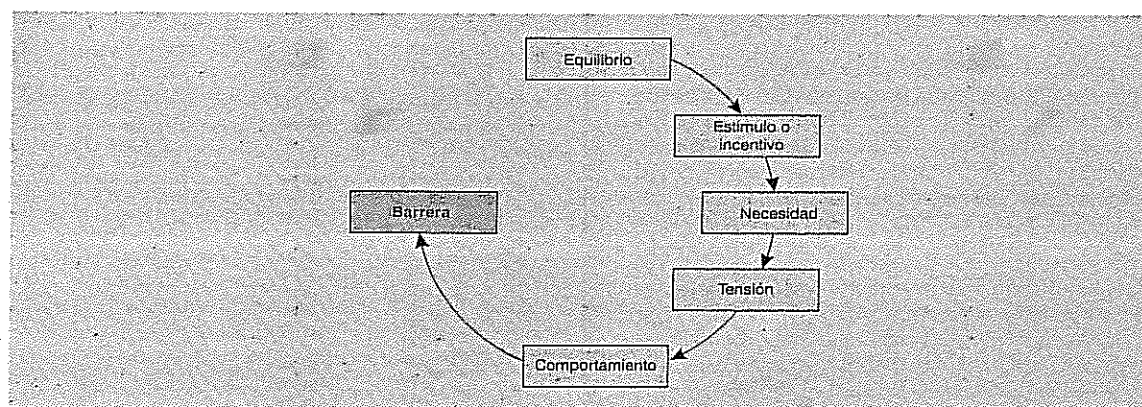 Equilibrio
Estímulo o
incentivo
Necesidad
Barrera
Tensión
Comportamiento